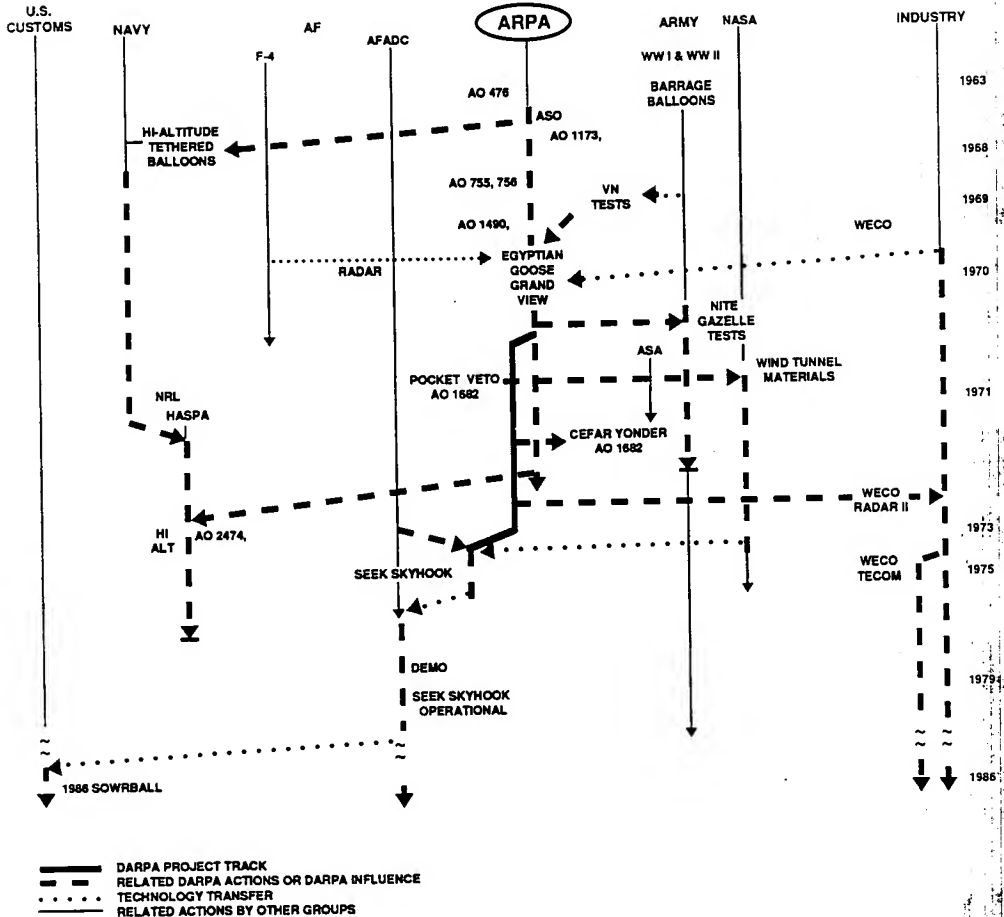 U.S.
CUSTOMS
NAVY
AF
AFADC
ARPA
ARMY
NASA
INDUSTRY
F-4
WW I & WW II
BARRAGE
BALLOONS
1963
AO 476
ASO
AO 1173,
HI-ALTITUDE
TETHERED
BALLOONS
1968
AO 755, 756
VN
TESTS
1969
AO 1490,
WECO
EGYPTIAN
GOOSE
GRAND
VIEW
RADAR
1970
NITE
GAZELLE
TESTS
ASA
WIND TUNNEL
MATERIALS
POCKET VETO
AO 1682
1971
NRL
HASPA
CEFAR YONDER
AO 1682
WECO
RADAR II
HI
ALT
AO 2474,
1973
SEEK SKYHOOK
WECO
TECOM
1975
DEMO
1979
SEEK SKYHOOK
OPERATIONAL
~ ~ ~ ~
~ ~ ~ ~
1986 SOWRBALL
1986
DARPA PROJECT TRACK
RELATED DARPA ACTIONS OR DARPA INFLUENCE
TECHNOLOGY TRANSFER
RELATED ACTIONS BY OTHER GROUPS